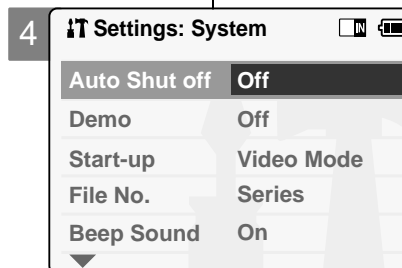 4
Settings: System
IN
Auto Shut off Off
Demo Off
Start-up Video Mode
File No. Series
Beep Sound On